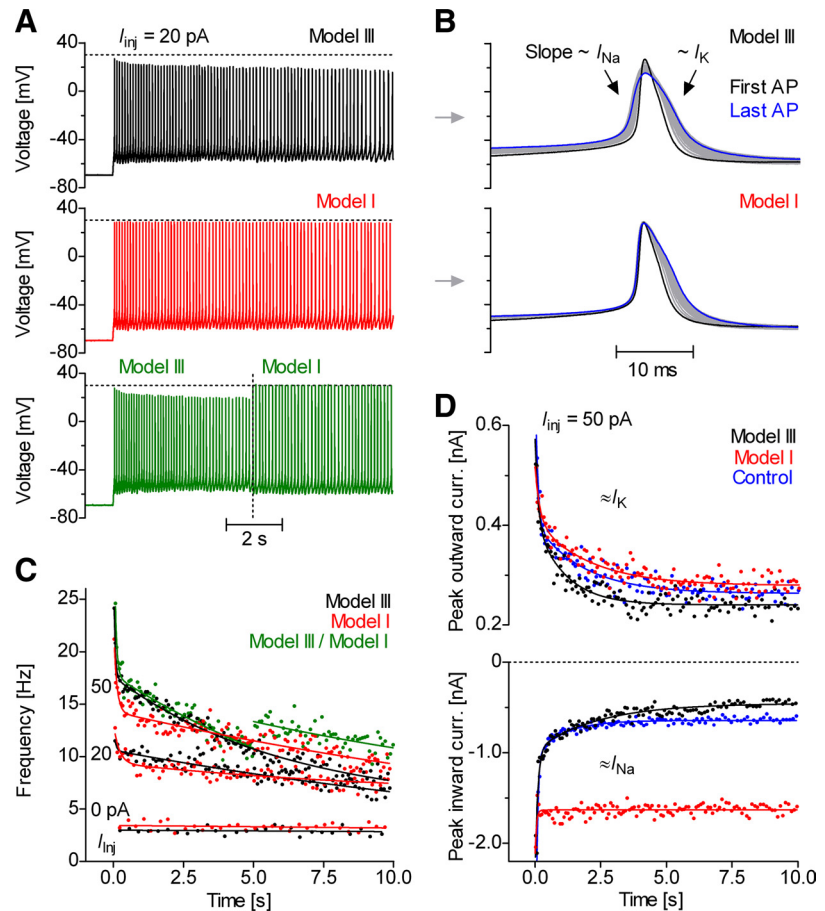 A
I_inj = 20 pA
Model III
40
0
-40
-80
Voltage [mV]
Model I
40
0
-40
-80
Voltage [mV]
Model III
Model I
40
0
-40
-80
Voltage [mV]
2 s
B
Model III
Slope ~ I_Na
~ I_K
First AP
Last AP
Model I
10 ms
C
Model III
Model I
Model III / Model I
25
20
15
10
5
0
Frequency [Hz]
50
20
0 pA
I_Inj
0.0
2.5
5.0
7.5
10.0
Time [s]
D
I_inj = 50 pA
Model III
Model I
Control
≈I_K
0.6
0.4
0.2
Peak outward curr. [nA]
0
-1.0
-2.0
Peak inward curr. [nA]
≈I_Na
0.0
2.5
5.0
7.5
10.0
Time [s]